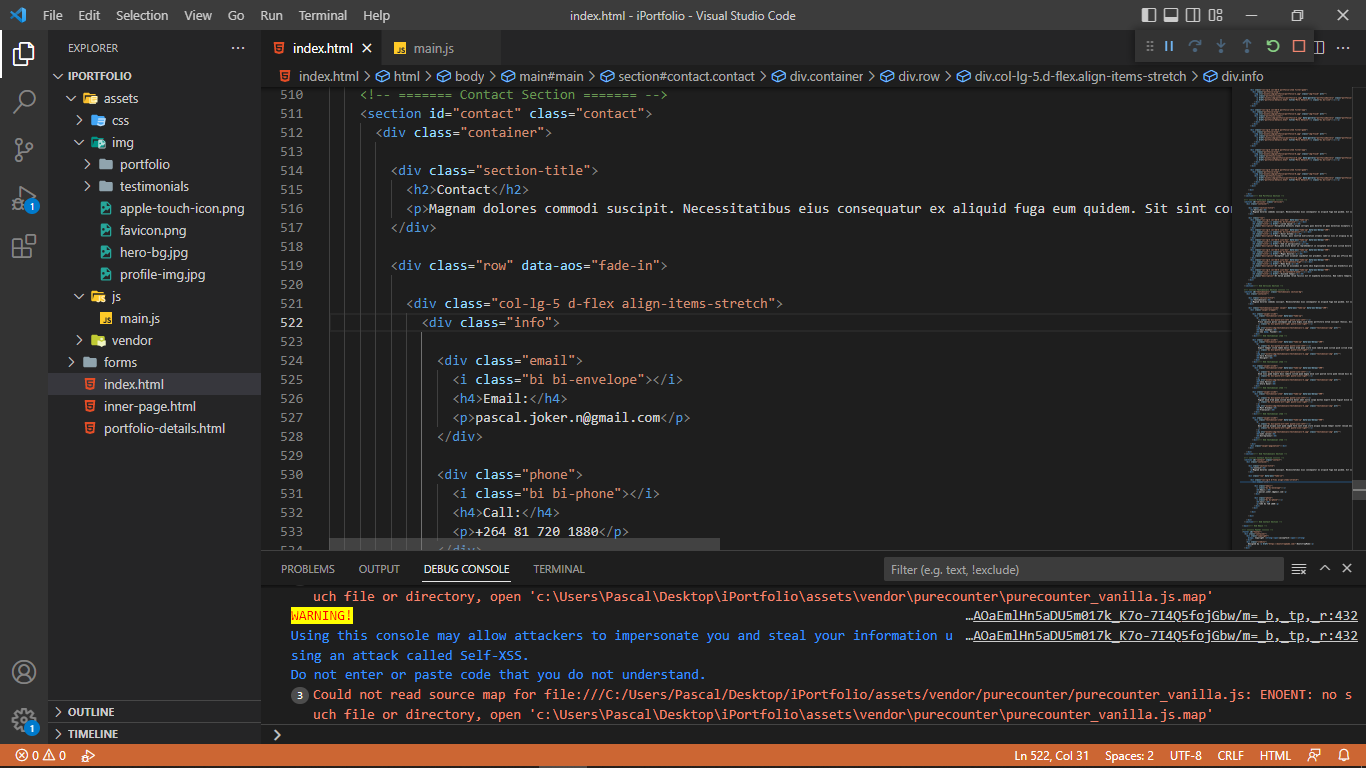 File Edit Selection View Go Run Terminal Help
index.html - iPortfolio - Visual Studio Code
EXPLORER
IPORTFOLIO
assets
css
img
portfolio
testimonials
apple-touch-icon.png
favicon.png
hero-bg.jpg
profile-img.jpg
js
main.js
vendor
forms
index.html
inner-page.html
portfolio-details.html
OUTLINE
TIMELINE
1
1
index.html
JS main.js
index.html > html > body > main#main > section#contact.contact > div.container > div.row > div.col-lg-5.d-flex.align-items-stretch > div.info
510 <!-- ======= Contact Section ======= -->
511 <section id="contact" class="contact">
512 <div class="container">
513
514 <div class="section-title">
515 <h2>Contact</h2>
516 <p>Magnam dolores commodi suscipit. Necessitatibus eius consequatur ex aliquid fuga eum quidem. Sit sint
517 </div>
518
519 <div class="row" data-aos="fade-in">
520
521 <div class="col-lg-5 d-flex align-items-stretch">
522 <div class="info">
523
524 <div class="email">
525 <i class="bi bi-envelope"></i>
526 <h4>Email:</h4>
527 <p>pascal.joker.n@gmail.com</p>
528 </div>
529
530 <div class="phone">
531 <i class="bi bi-phone"></i>
532 <h4>Call:</h4>
533 <p>+264 81 720 1880</p>
534 </div>
PROBLEMS OUTPUT DEBUG CONSOLE TERMINAL
Filter (e.g. text, !exclude)
uch file or directory, open 'c:\Users\Pascal\Desktop\iPortfolio\assets\vendor\purecounter\purecounter_vanilla.js.map'
WARNING! …AOaEmlHn5aDU5m017k_K7o-7I4Q5fojGbw/m=_b,_tp,_r:432
Using this console may allow attackers to impersonate you and steal your information u …AOaEmlHn5aDU5m017k_K7o-7I4Q5fojGbw/m=_b,_tp,_r:432
sing an attack called Self-XSS.
Do not enter or paste code that you do not understand.
3 Could not read source map for file:///C:/Users/Pascal/Desktop/iPortfolio/assets/vendor/purecounter/purecounter_vanilla.js: ENOENT: no s
uch file or directory, open 'c:\Users\Pascal\Desktop\iPortfolio\assets\vendor\purecounter\purecounter_vanilla.js.map'
0 0
Ln 522, Col 31 Spaces: 2 UTF-8 CRLF HTML